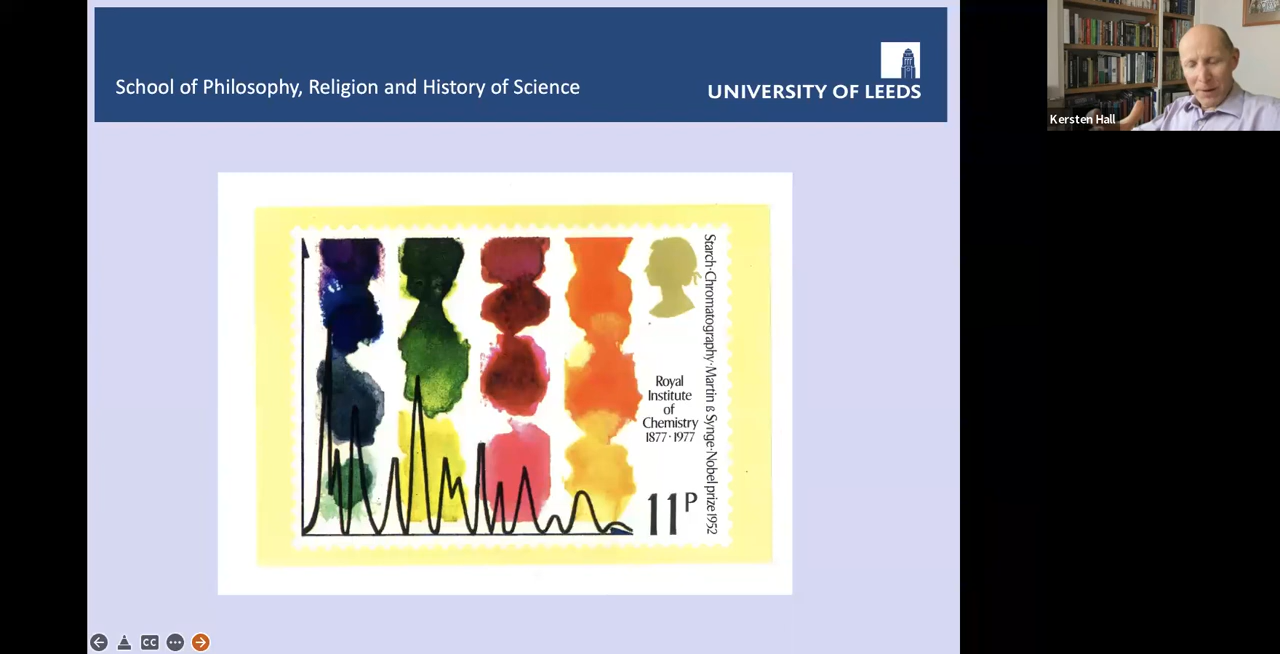 School of Philosophy, Religion and History of Science
UNIVERSITY OF LEEDS
Kersten Hall
Starch·Chromatography·Martin & Synge·Nobel prize 1952
Royal
Institute
of
Chemistry
1877·1977
11P
CC